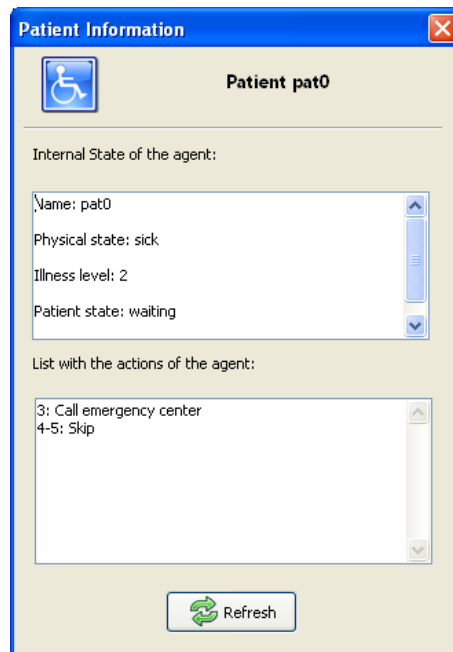 Patient Information
Patient pat0
Internal State of the agent:
Name: pat0
Physical state: sick
Illness level: 2
Patient state: waiting
List with the actions of the agent:
3: Call emergency center
4-5: Skip
Refresh